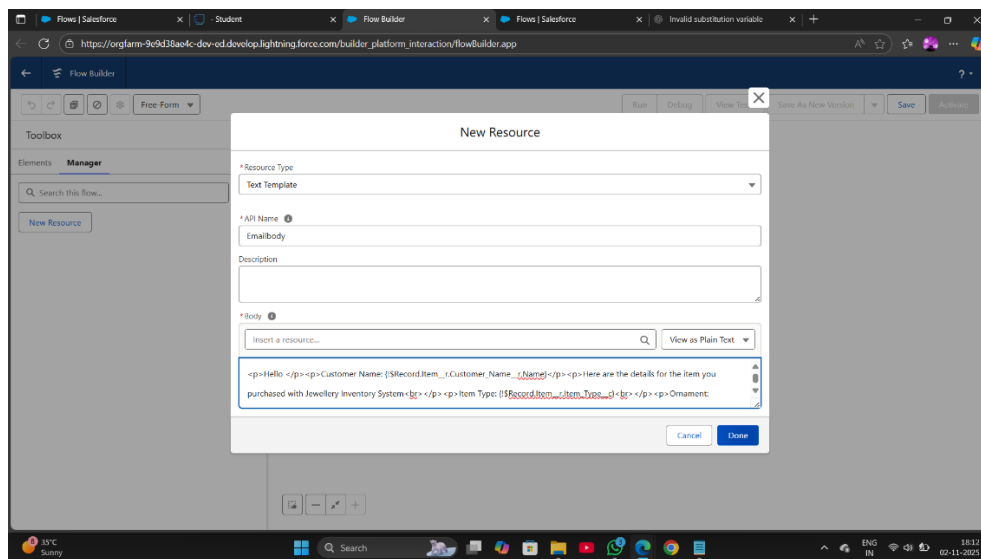 Flows | Salesforce
- Student
Flow Builder
Flows | Salesforce
Invalid substitution variable
https://orgfarm-9e9d38ae4c-dev-ed.develop.lightning.force.com/builder_platform_interaction/flowBuilder.app
Flow Builder
?
Free-Form
Run
Debug
Save As New Version
Save
Activate
Toolbox
Elements
Manager
Search this flow...
New Resource
New Resource
*Resource Type
Text Template
*API Name
Emailbody
Description
*Body
Insert a resource...
View as Plain Text
<p>Hello </p><p>Customer Name: {!$Record.Item__r.Customer_Name__r.Name}</p><p>Here are the details for the item you
purchased with Jewellery Inventory System<br></p><p>Item Type: {!$Record.Item__r.Item_Type__c}<br></p><p>Ornament:
Cancel
Done
35°C
Sunny
Search
ENG
IN
18:12
02-11-2025